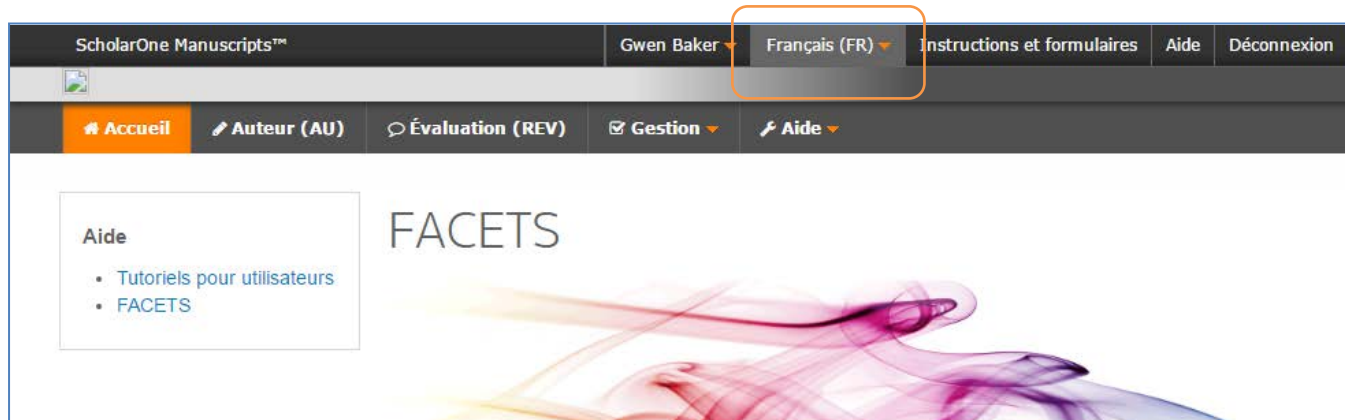 ScholarOne Manuscripts™ Gwen Baker Français (FR) Instructions et formulaires Aide Déconnexion
Accueil Auteur (AU) Évaluation (REV) Gestion Aide
Aide
• Tutoriels pour utilisateurs
• FACETS
FACETS